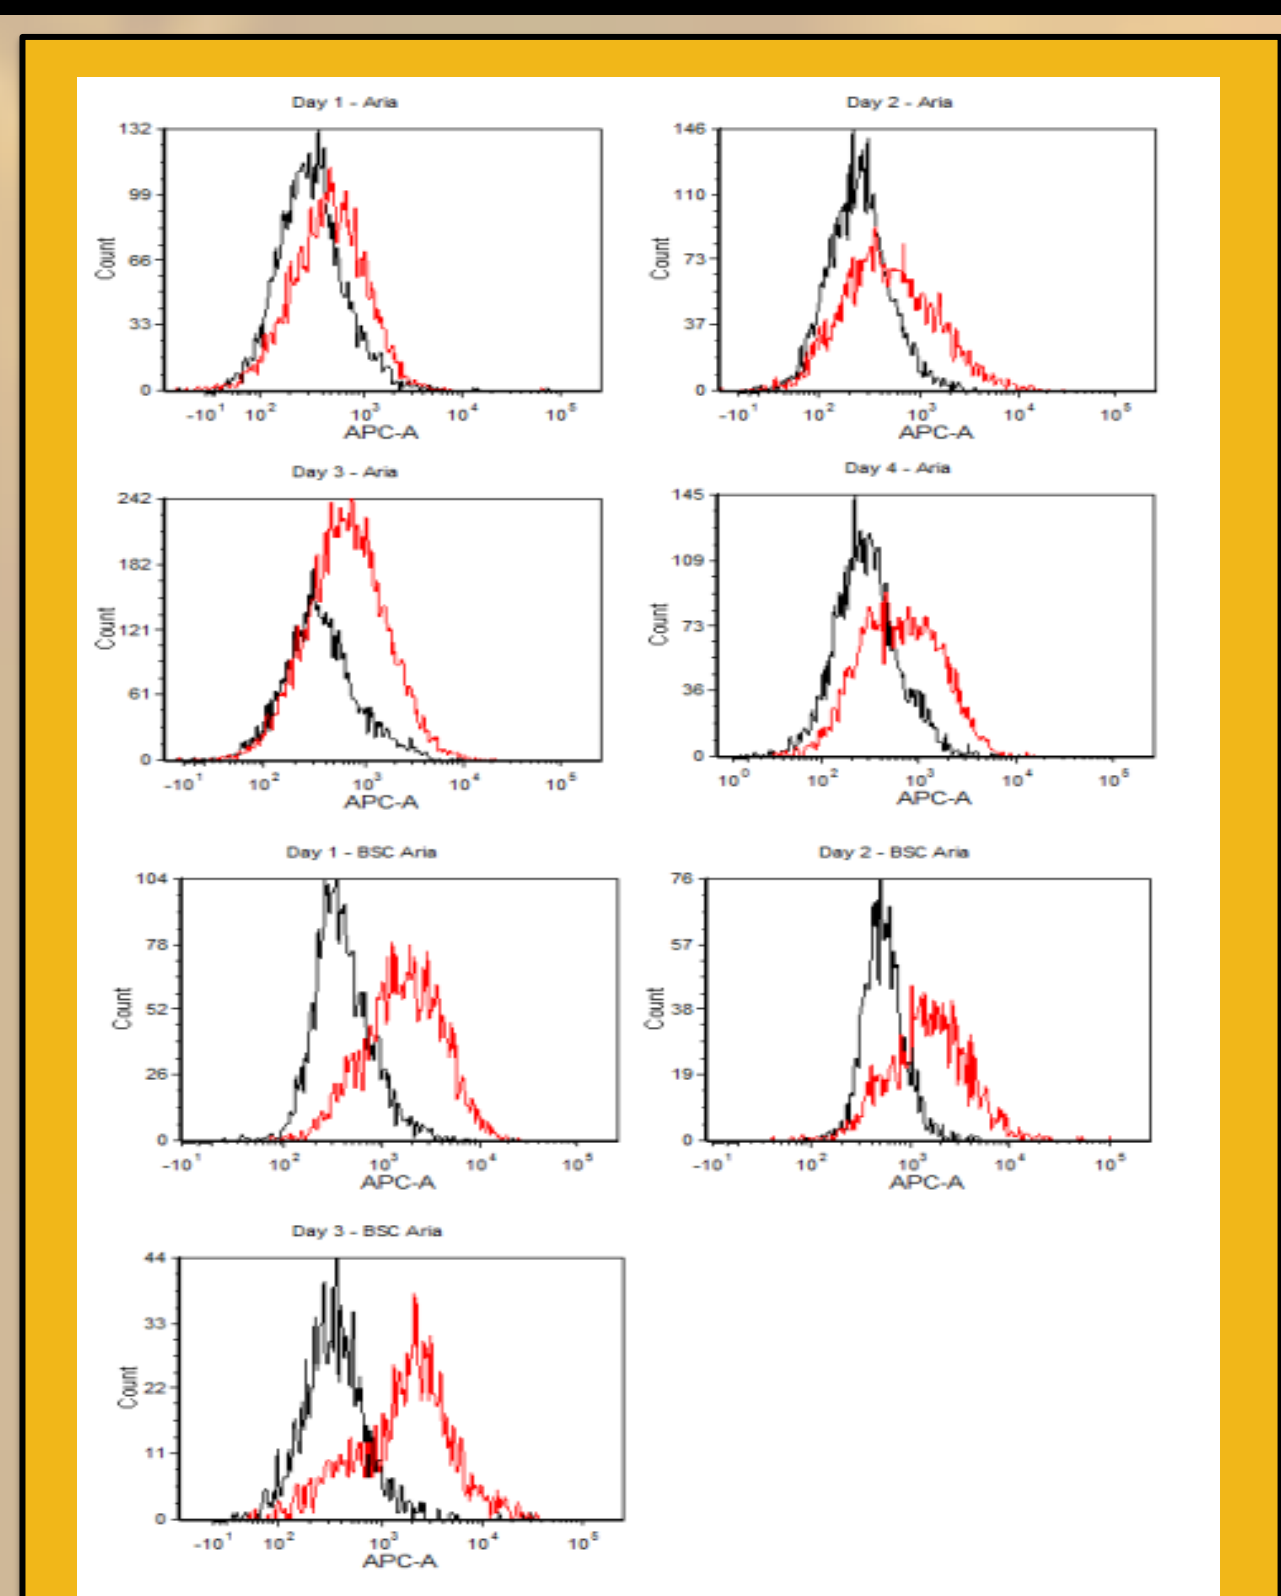 Day 1 - Aria
132
99
66
33
0
Count
-10¹ 10² 10³ 10⁴ 10⁵
APC-A
Day 2 - Aria
146
110
73
37
0
Count
-10¹ 10² 10³ 10⁴ 10⁵
APC-A
Day 3 - Aria
242
182
121
61
0
Count
-10¹ 10² 10³ 10⁴ 10⁵
APC-A
Day 4 - Aria
145
109
73
36
0
Count
10⁰ 10² 10³ 10⁴ 10⁵
APC-A
Day 1 - BSC Aria
104
78
52
26
0
Count
-10¹ 10² 10³ 10⁴ 10⁵
APC-A
Day 2 - BSC Aria
76
57
38
19
0
Count
-10¹ 10² 10³ 10⁴ 10⁵
APC-A
Day 3 - BSC Aria
44
33
22
11
0
Count
-10¹ 10² 10³ 10⁴ 10⁵
APC-A